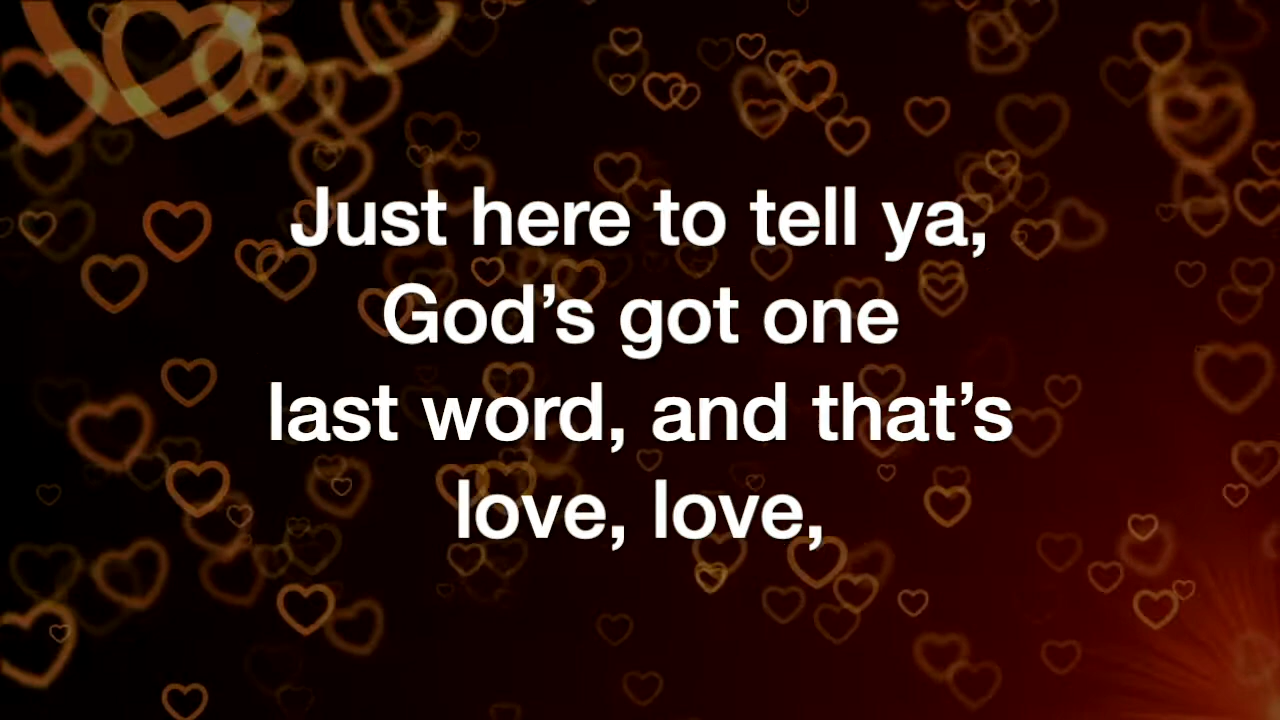 Just here to tell ya,
God’s got one
last word, and that’s
love, love,